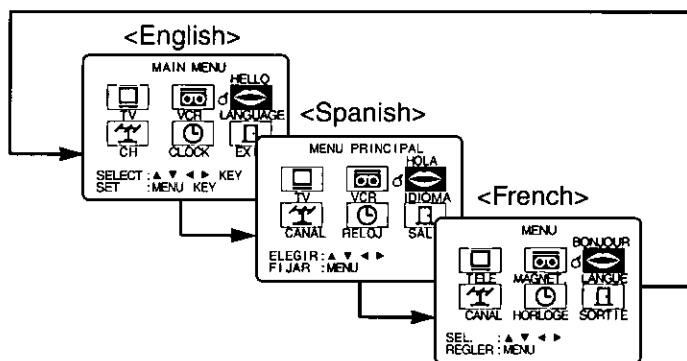 <English>
MAIN MENU
HELLO
TV VCR LANGUAGE
CH CLOCK
SELECT :▲ ▼ ◄ ► KEY
SET :MENU KEY
<Spanish>
MENU PRINCIPAL
HOLA
TV VCR IDIOMA
CANAL RELOJ
ELEGIR:▲ ▼ ◄ ►
FIJAR :MENU
<French>
MENU
BONJOUR
TELE MAGNET LANGUE
CANAL HORLOGE SORTIE
SEL. :▲ ▼ ◄ ►
REGLER:MENU